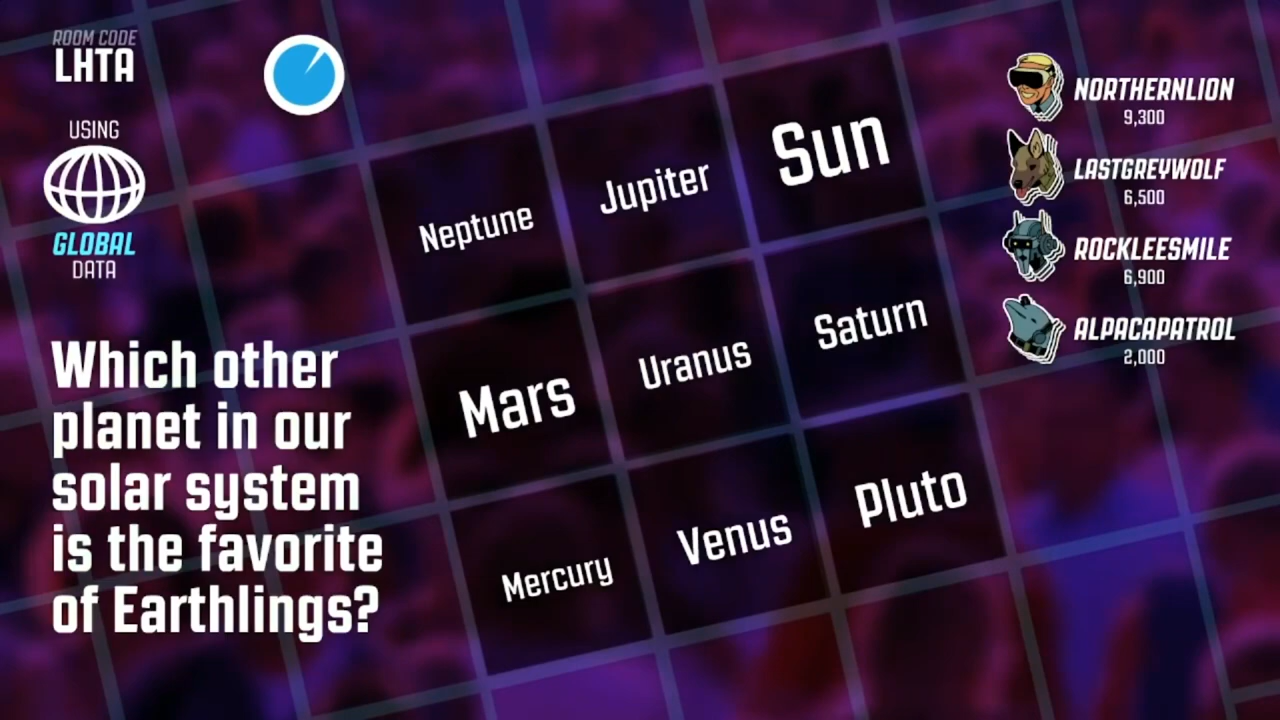 ROOM CODE
LHTA
USING
GLOBAL
DATA
Which other
planet in our
solar system
is the favorite
of Earthlings?
Neptune
Jupiter
Sun
Mars
Uranus
Saturn
Mercury
Venus
Pluto
NORTHERNLION
9,300
LASTGREYWOLF
6,500
ROCKLEESMILE
6,900
ALPACAPATROL
2,000